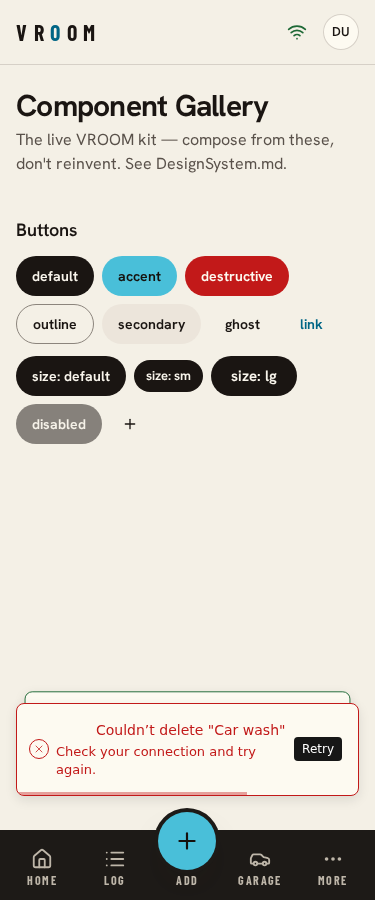 VROOM
DU
Component Gallery
The live VROOM kit — compose from these,
don't reinvent. See DesignSystem.md.
Buttons
default
accent
destructive
outline
secondary
ghost
link
size: default
size: sm
size: lg
disabled
Couldn’t delete "Car wash"
Check your connection and try
again.
Retry
HOME
LOG
ADD
GARAGE
MORE